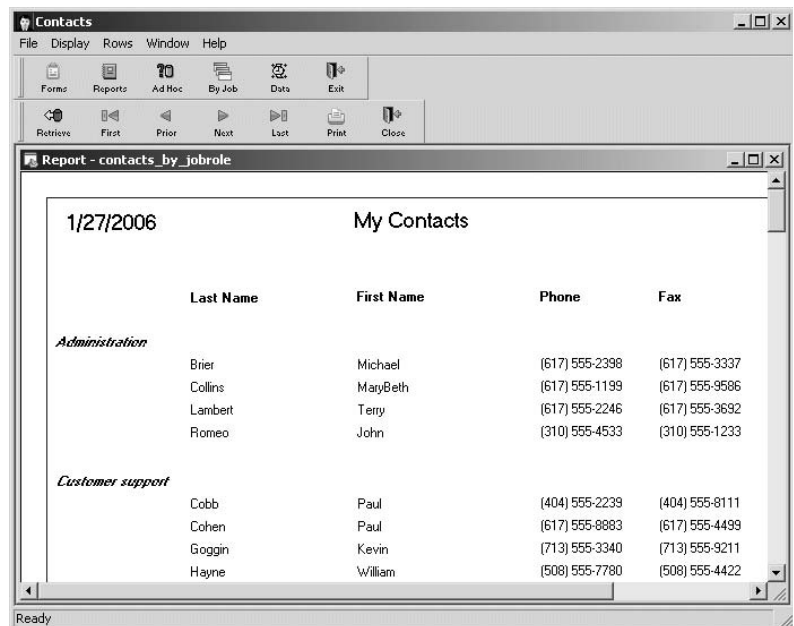 Contacts
File Display Rows Window Help
Forms Reports Ad Hoc By Job Data Exit
Retrieve First Prior Next Last Print Close
Report - contacts_by_jobrole
1/27/2006 My Contacts
Last Name First Name Phone Fax
Administration
Brier Michael (617) 555-2398 (617) 555-3337
Collins MaryBeth (617) 555-1199 (617) 555-9586
Lambert Terry (617) 555-2246 (617) 555-3692
Romeo John (310) 555-4533 (310) 555-1233
Customer support
Cobb Paul (404) 555-2239 (404) 555-8111
Cohen Paul (617) 555-8883 (617) 555-4499
Goggin Kevin (713) 555-3340 (713) 555-9211
Hayne William (508) 555-7780 (508) 555-4422
Ready